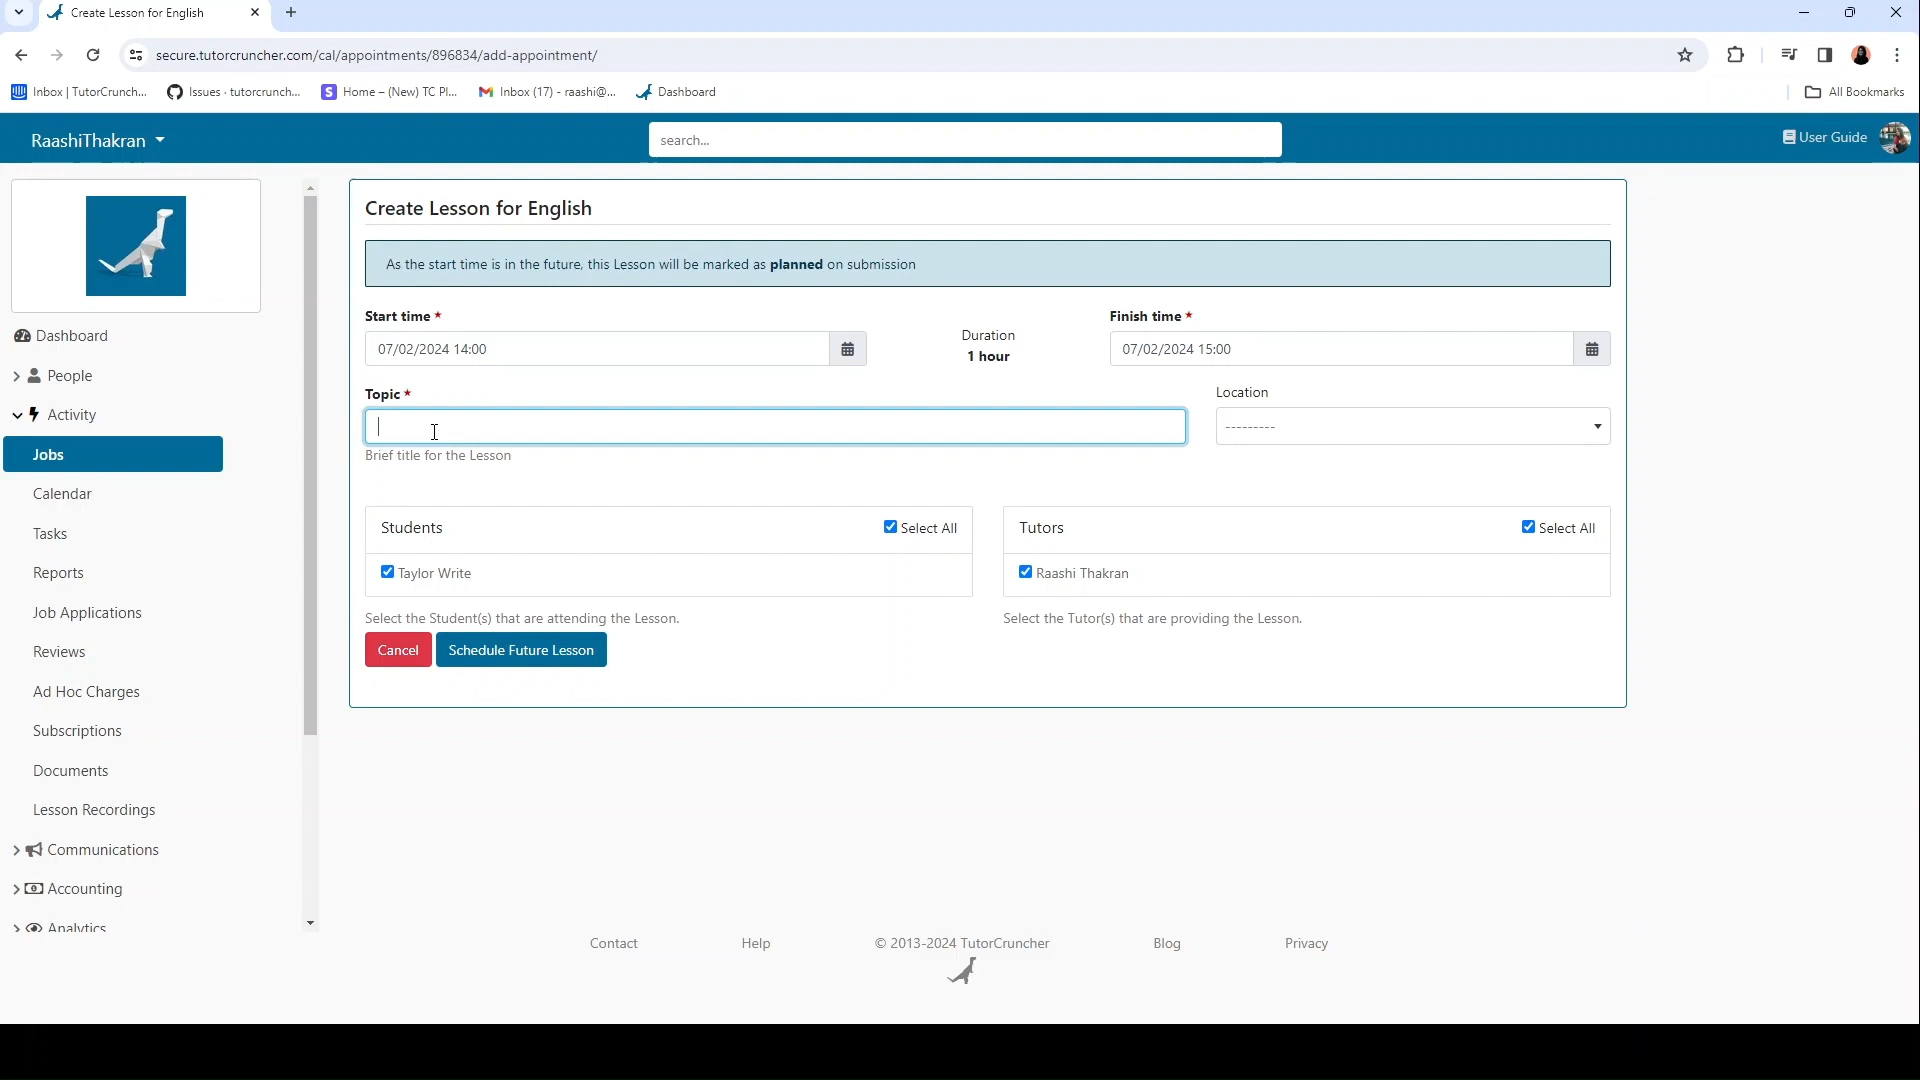 Create Lesson for English
secure.tutorcruncher.com/cal/appointments/896834/add-appointment/
Inbox | TutorCrunch... Issues · tutorcrunch... Home – (New) TC Pl... Inbox (17) - raashi@... Dashboard All Bookmarks
RaashiThakran search... User Guide
Dashboard
People
Activity
Jobs
Calendar
Tasks
Reports
Job Applications
Reviews
Ad Hoc Charges
Subscriptions
Documents
Lesson Recordings
Communications
Accounting
Analytics
Create Lesson for English
As the start time is in the future, this Lesson will be marked as planned on submission
Start time *
07/02/2024 14:00
Duration
1 hour
Finish time *
07/02/2024 15:00
Topic *
Brief title for the Lesson
Location
---------
Students Select All
Taylor Write
Select the Student(s) that are attending the Lesson.
Tutors Select All
Raashi Thakran
Select the Tutor(s) that are providing the Lesson.
Cancel Schedule Future Lesson
Contact Help © 2013-2024 TutorCruncher Blog Privacy